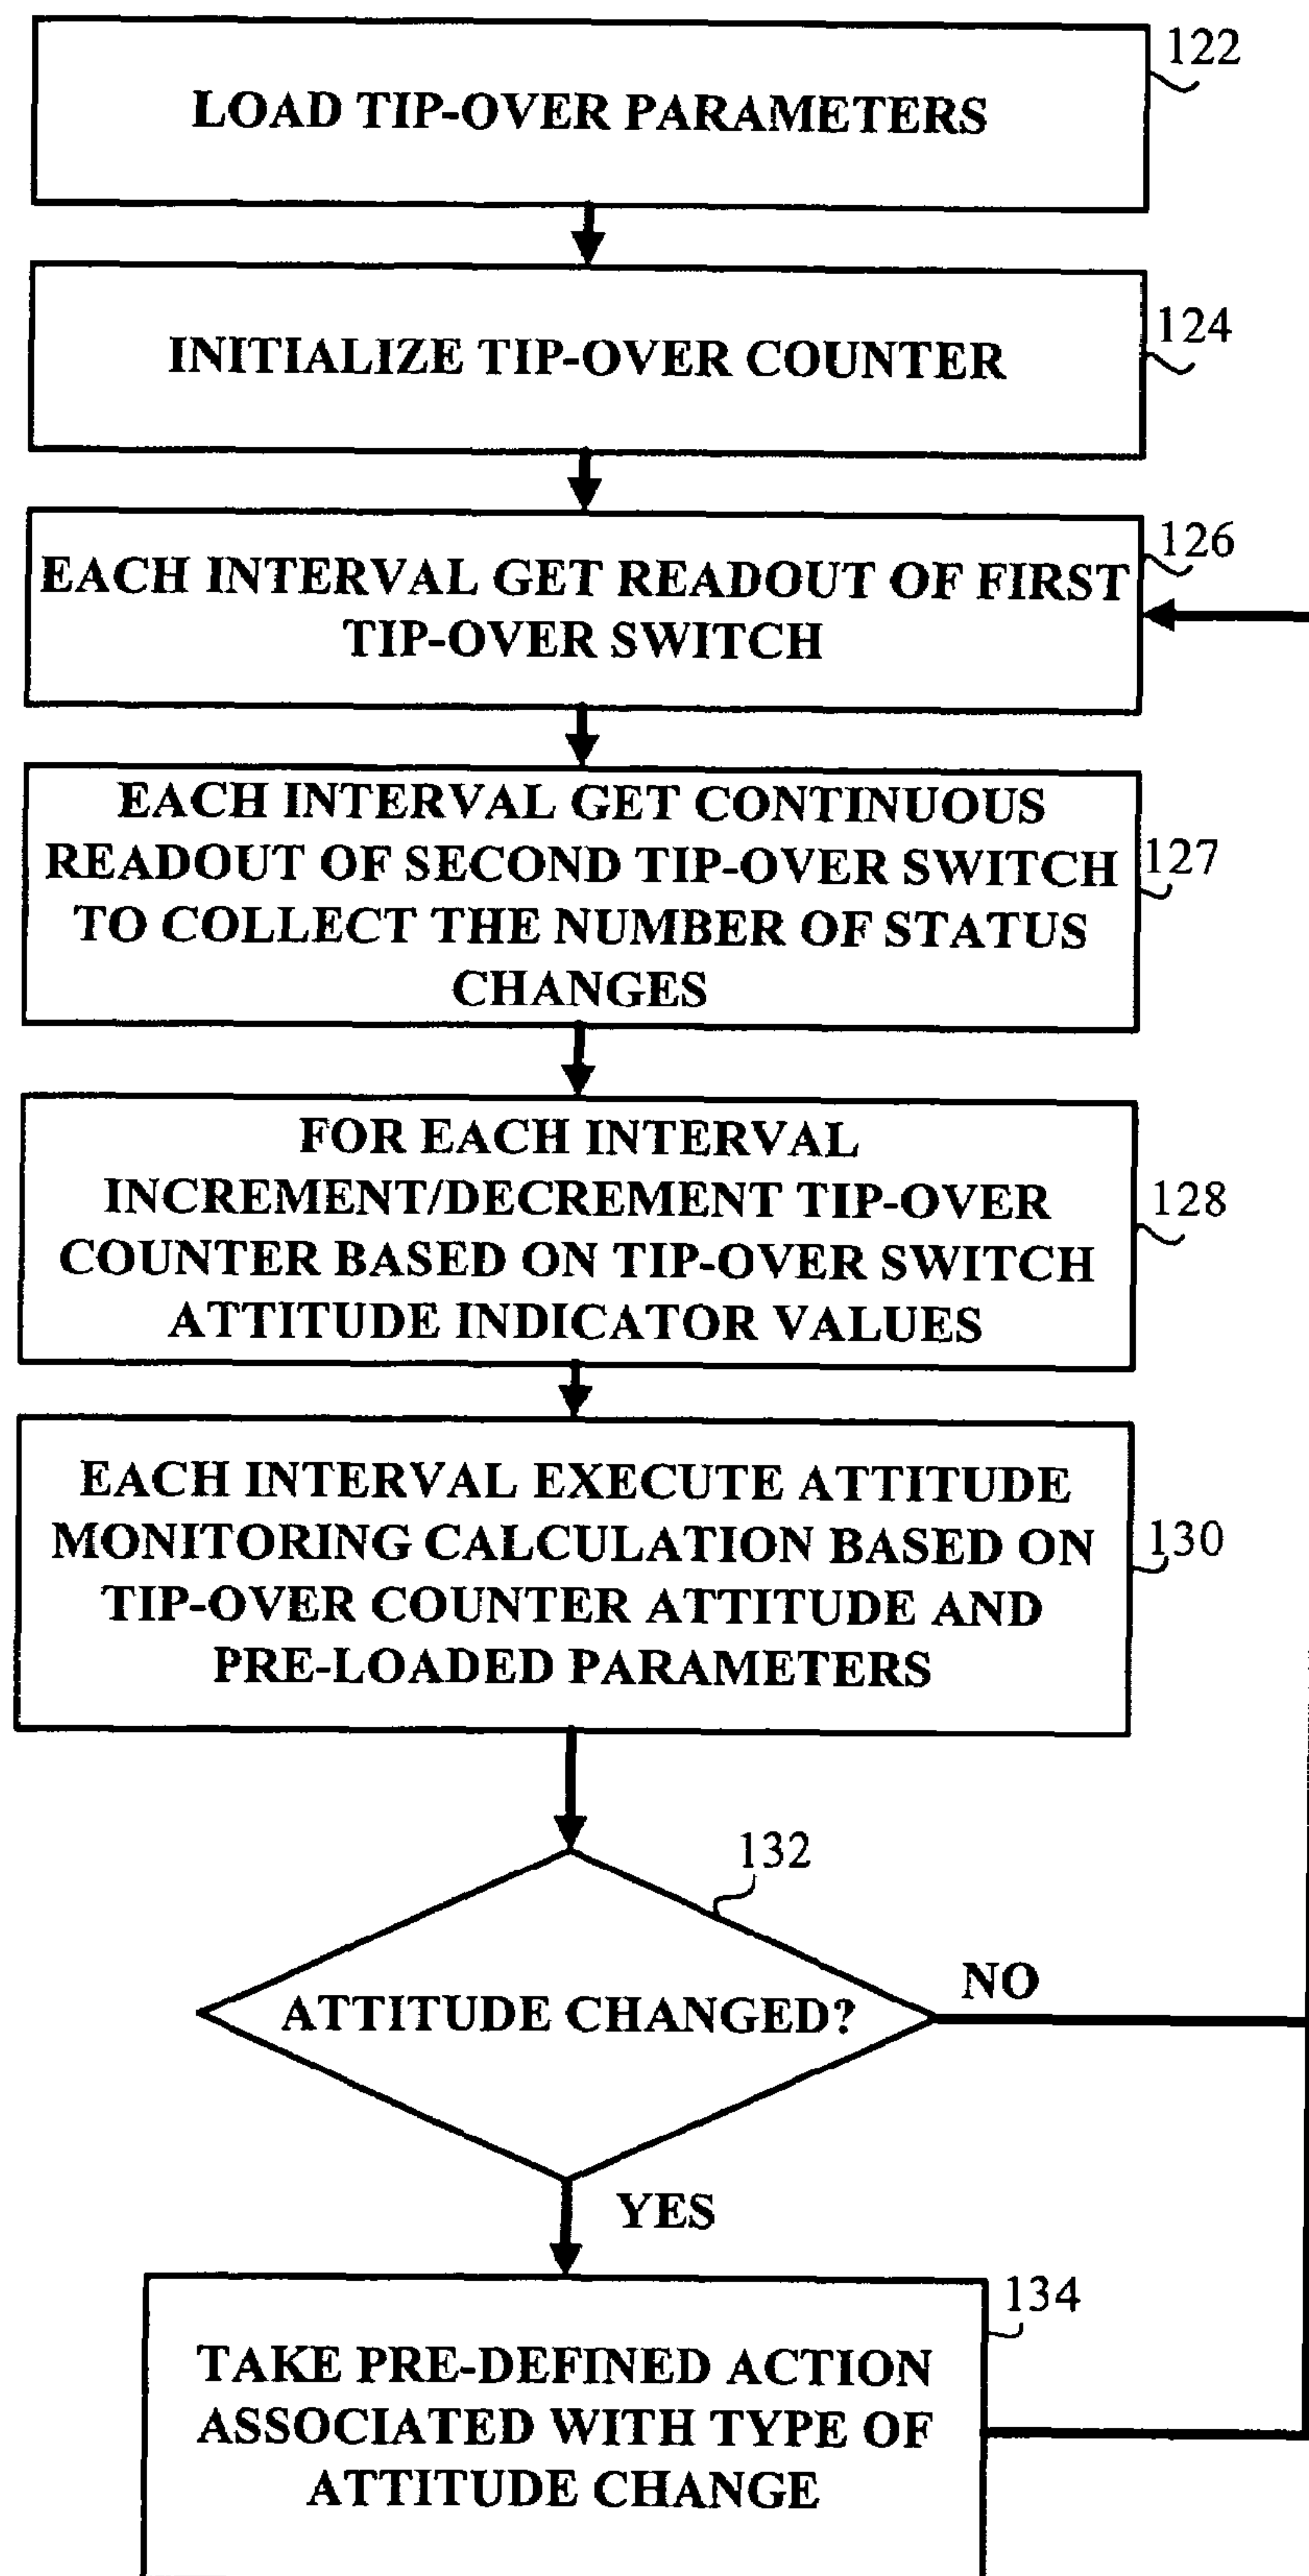 122
LOAD TIP-OVER PARAMETERS
124
INITIALIZE TIP-OVER COUNTER
126
EACH INTERVAL GET READOUT OF FIRST
TIP-OVER SWITCH
EACH INTERVAL GET CONTINUOUS
READOUT OF SECOND TIP-OVER SWITCH
127
TO COLLECT THE NUMBER OF STATUS
CHANGES
FOR EACH INTERVAL
INCREMENT/DECREMENT TIP-OVER
128
COUNTER BASED ON TIP-OVER SWITCH
ATTITUDE INDICATOR VALUES
EACH INTERVAL EXECUTE ATTITUDE
MONITORING CALCULATION BASED ON
130
TIP-OVER COUNTER ATTITUDE AND
PRE-LOADED PARAMETERS
132
ATTITUDE CHANGED?
NO
YES
134
TAKE PRE-DEFINED ACTION
ASSOCIATED WITH TYPE OF
ATTITUDE CHANGE